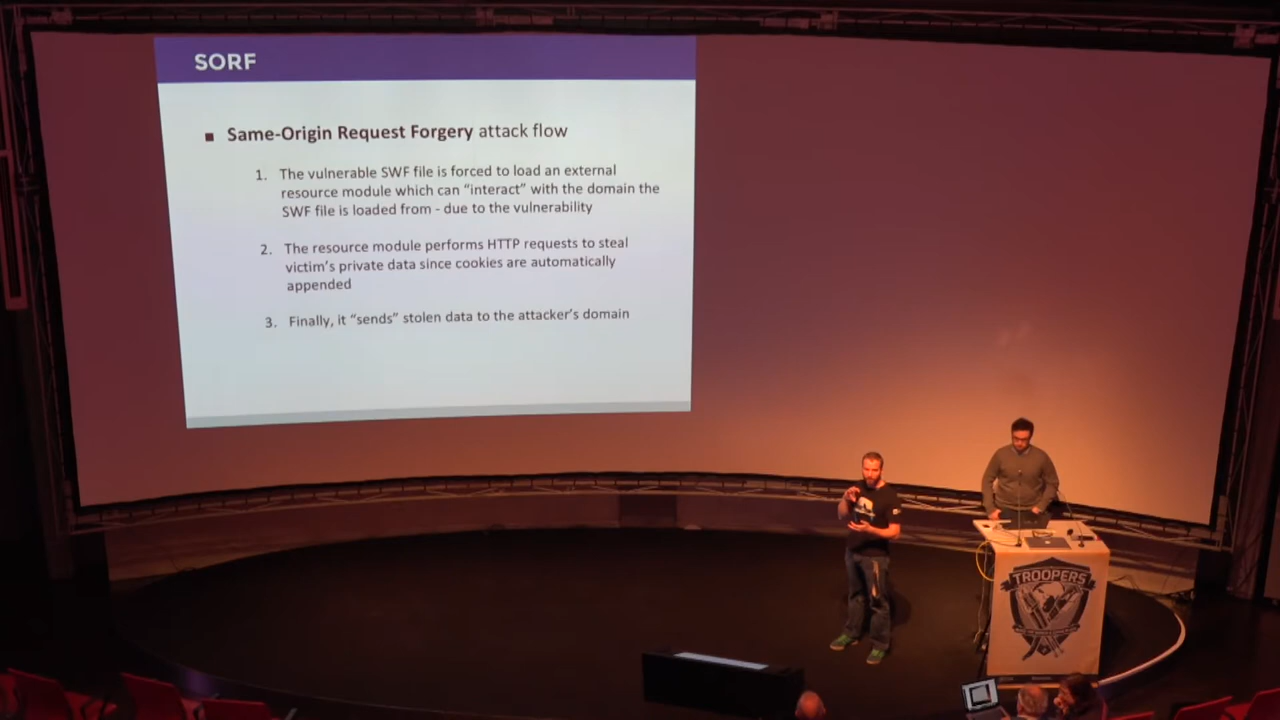 SORF
▪ Same-Origin Request Forgery attack flow
1. The vulnerable SWF file is forced to load an external
resource module which can “interact” with the domain the
SWF file is loaded from - due to the vulnerability
2. The resource module performs HTTP requests to steal
victim’s private data since cookies are automatically
appended
3. Finally, it “sends” stolen data to the attacker’s domain
TROOPERS